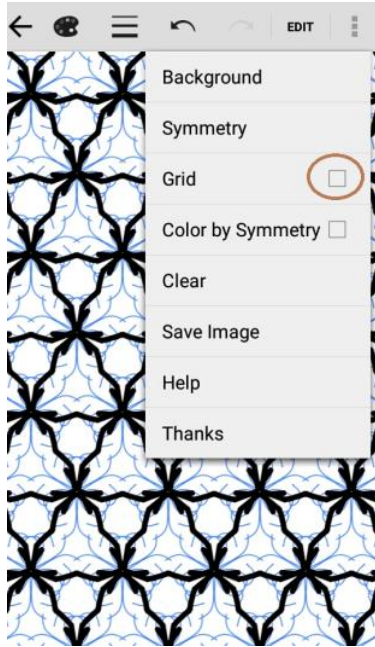 EDIT
Background
Symmetry
Grid
Color by Symmetry
Clear
Save Image
Help
Thanks